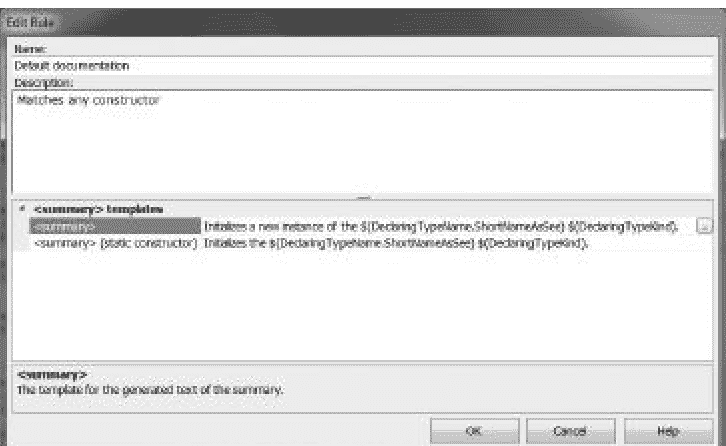 Edit Rule
Name:
Default documentation
Description:
Matches any constructor
<summary> templates
<summary> Initializes a new instance of the $(DeclaringTypeName.ShortNameAsSee) $(DeclaringTypeKind).
<summary> (static constructor) Initializes the $(DeclaringTypeName.ShortNameAsSee) $(DeclaringTypeKind).
<summary>
The template for the generated text of the summary.
OK Cancel Help